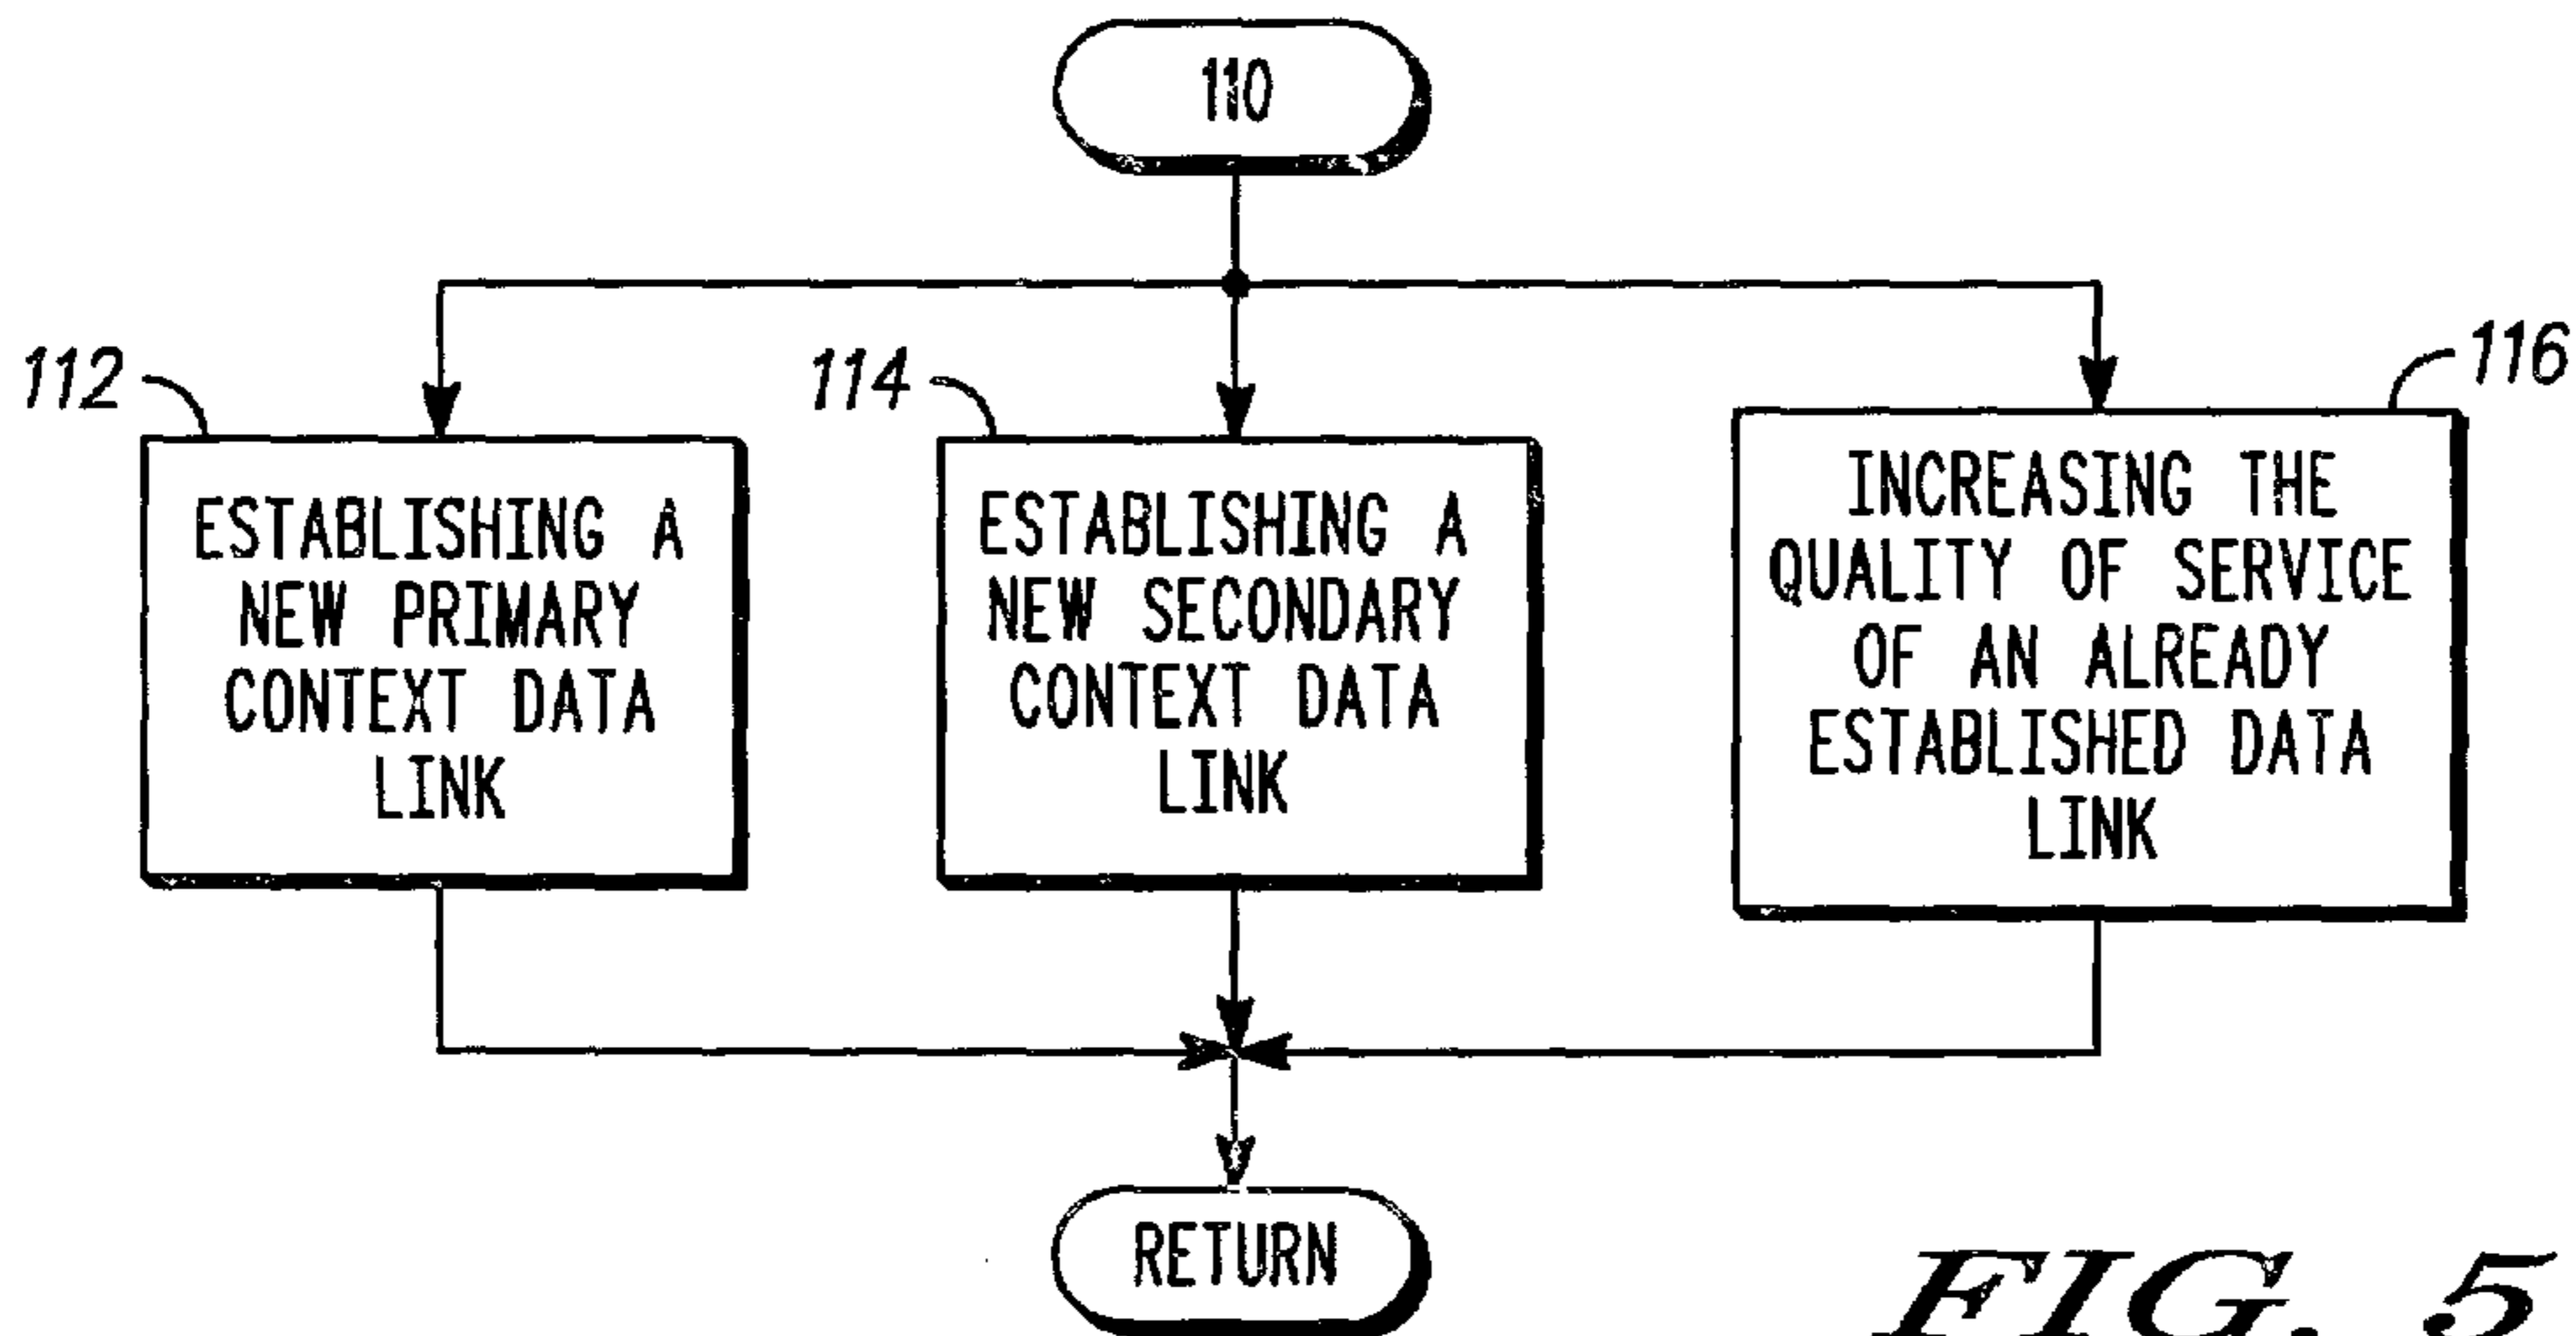 110
112
ESTABLISHING A
NEW PRIMARY
CONTEXT DATA
LINK
114
ESTABLISHING A
NEW SECONDARY
CONTEXT DATA
LINK
116
INCREASING THE
QUALITY OF SERVICE
OF AN ALREADY
ESTABLISHED DATA
LINK
RETURN
FIG. 5